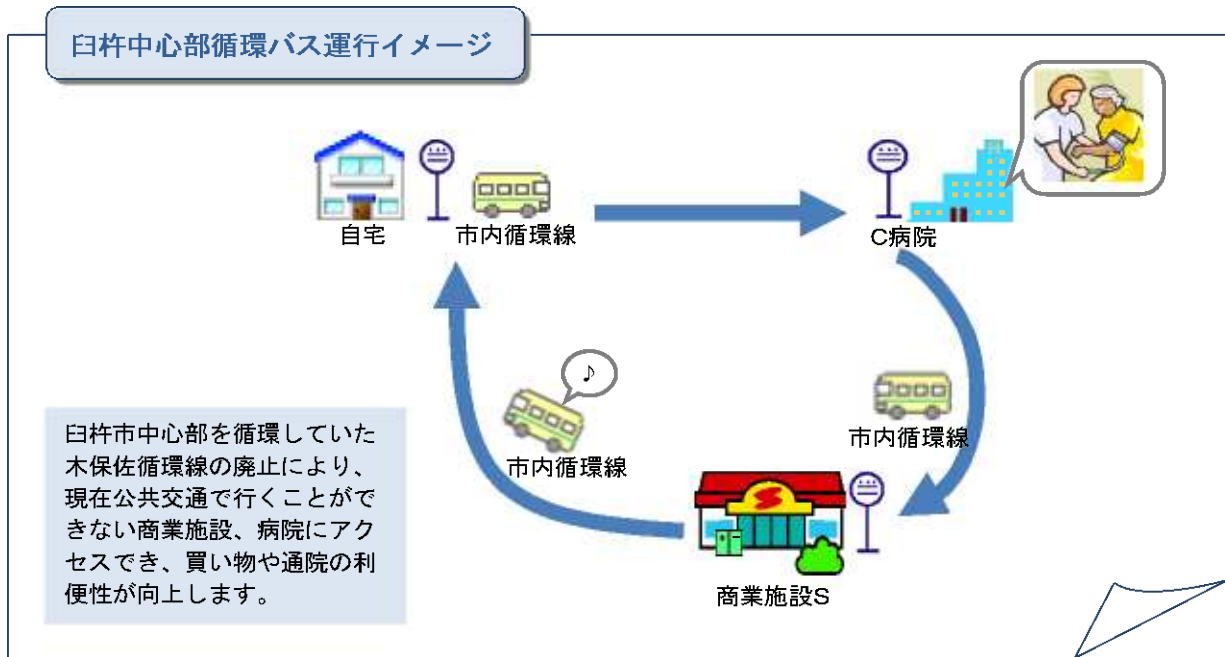 臼杵中心部循環バス運行イメージ
自宅
市内循環線
C病院
♪
市内循環線
市内循環線
臼杵市中心部を循環していた
木保佐循環線の廃止により、
現在公共交通で行くことがで
きない商業施設、病院にアク
セスでき、買い物や通院の利
便性が向上します。
S
商業施設S